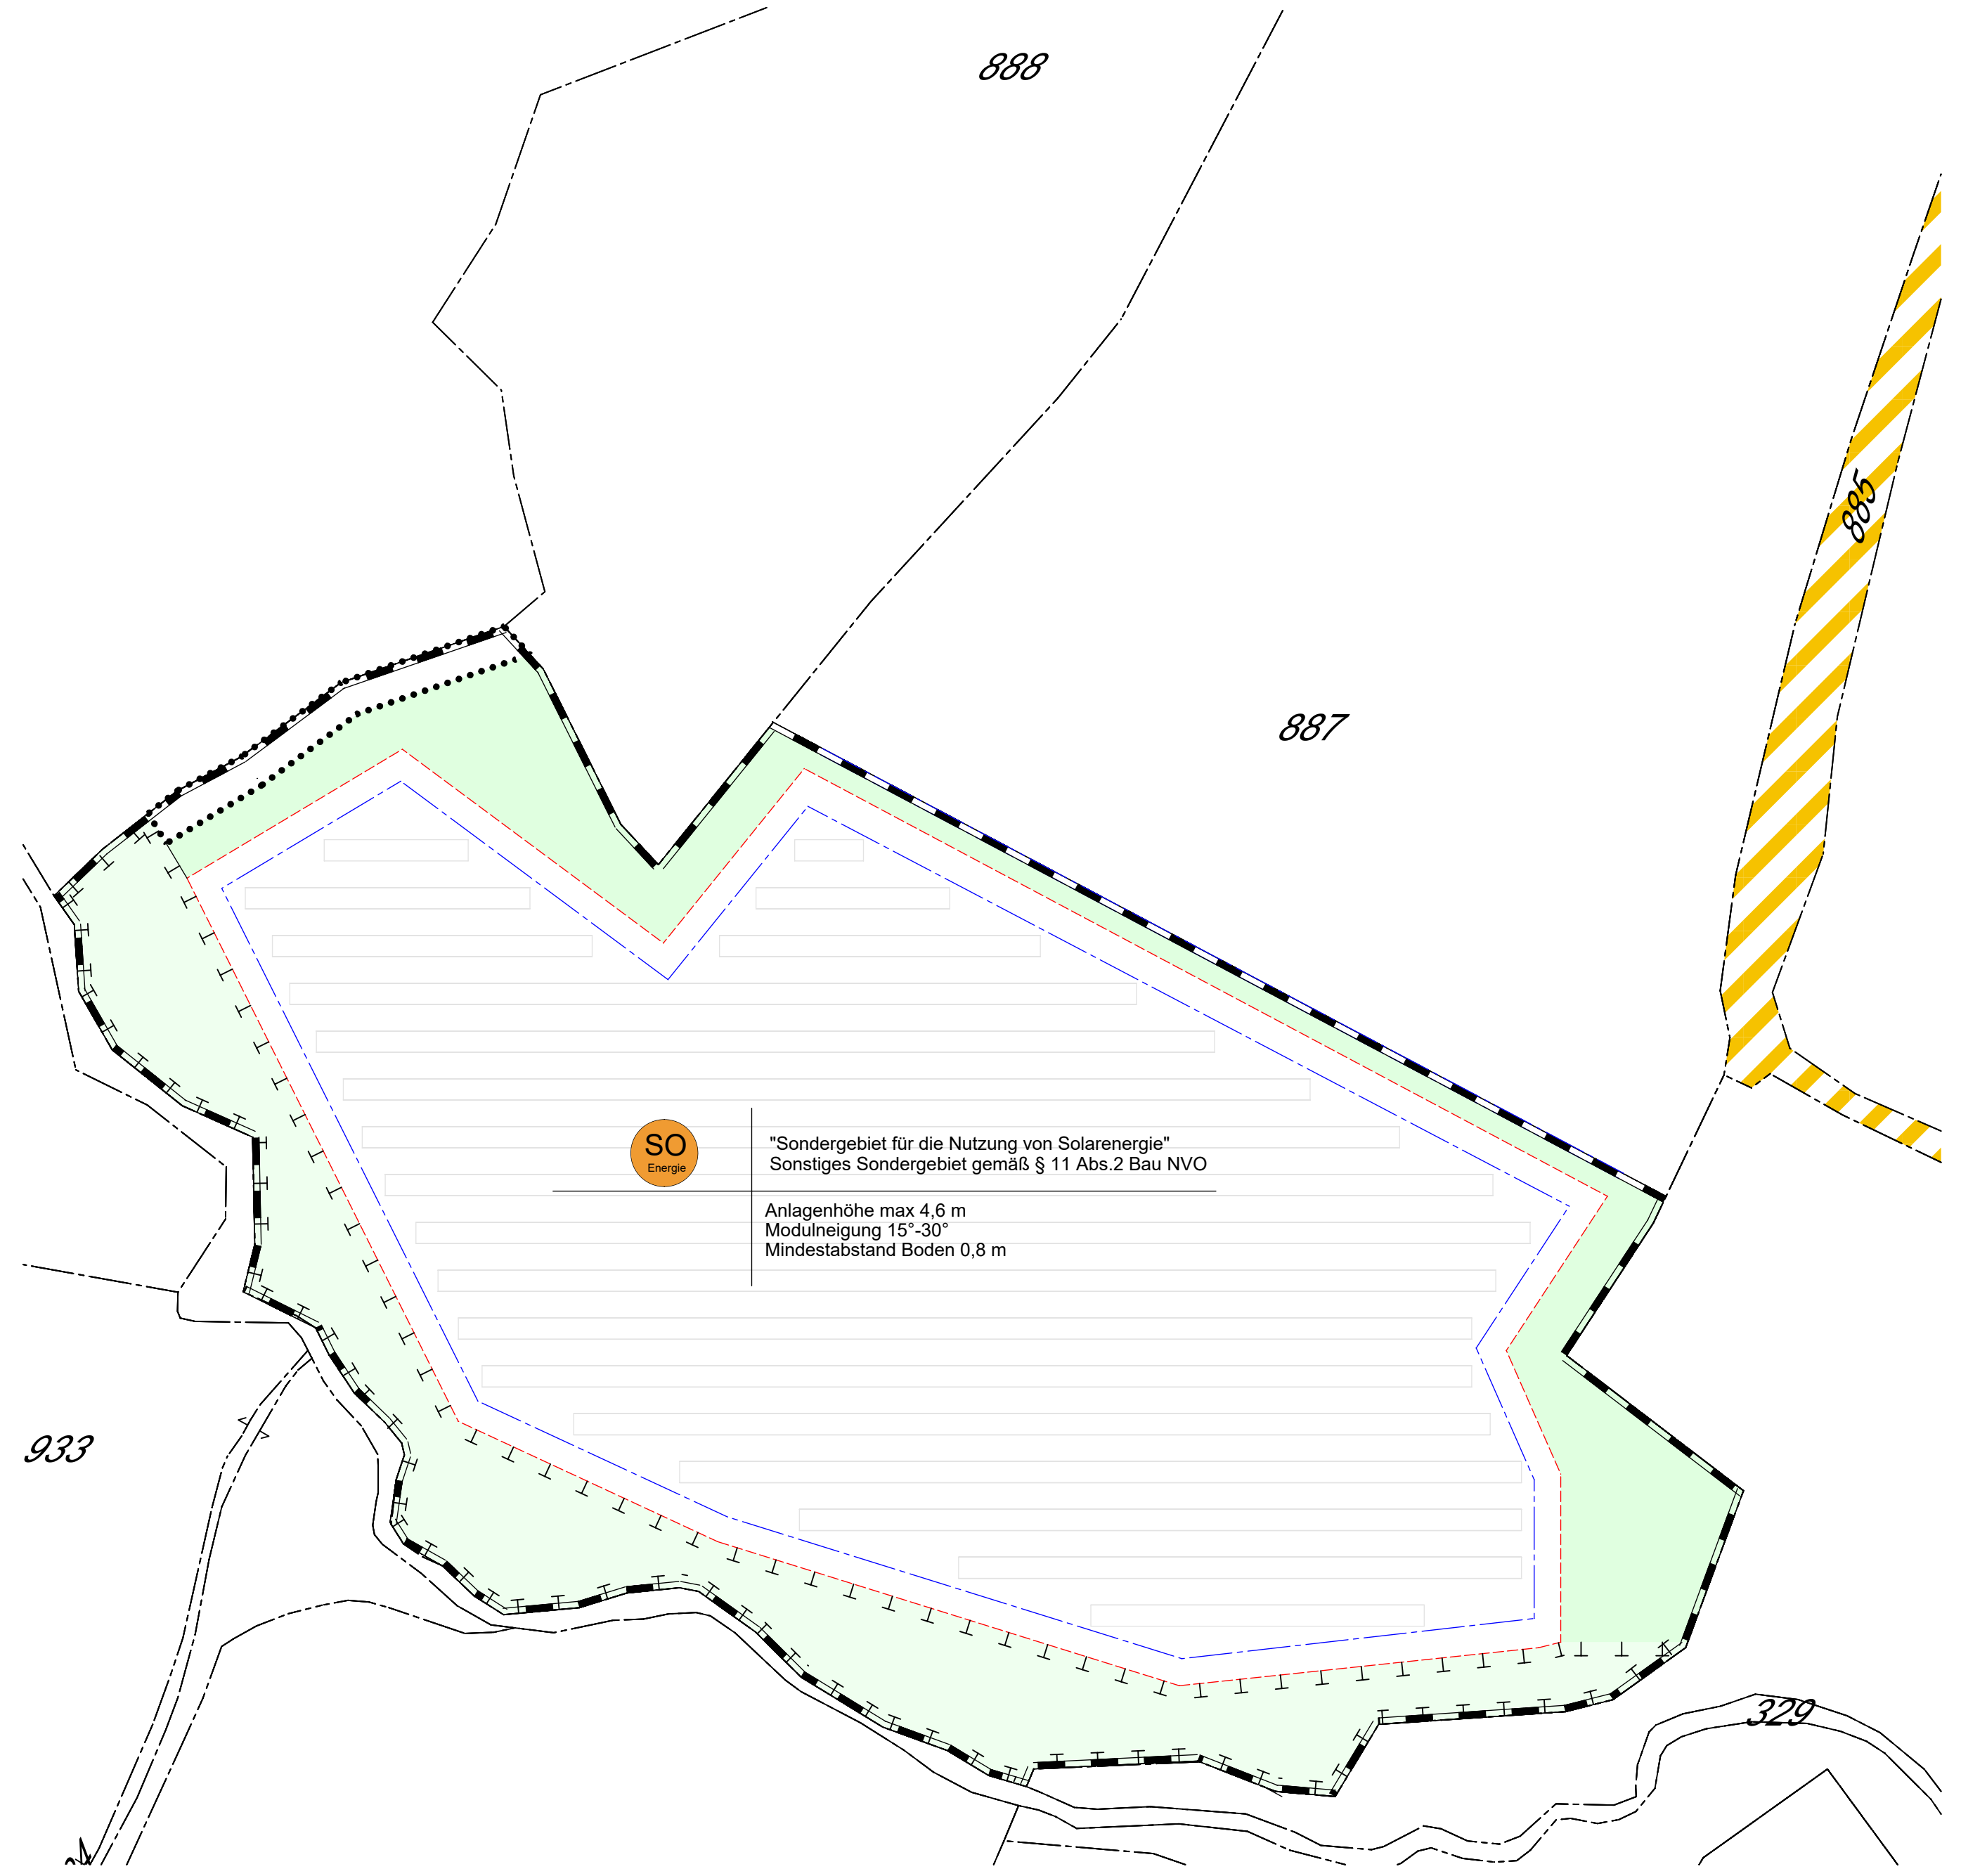 888
885
887
SO
Energie
"Sondergebiet für die Nutzung von Solarenergie"
Sonstiges Sondergebiet gemäß § 11 Abs.2 Bau NVO
Anlagenhöhe max 4,6 m
Modulneigung 15°-30°
Mindestabstand Boden 0,8 m
933
329